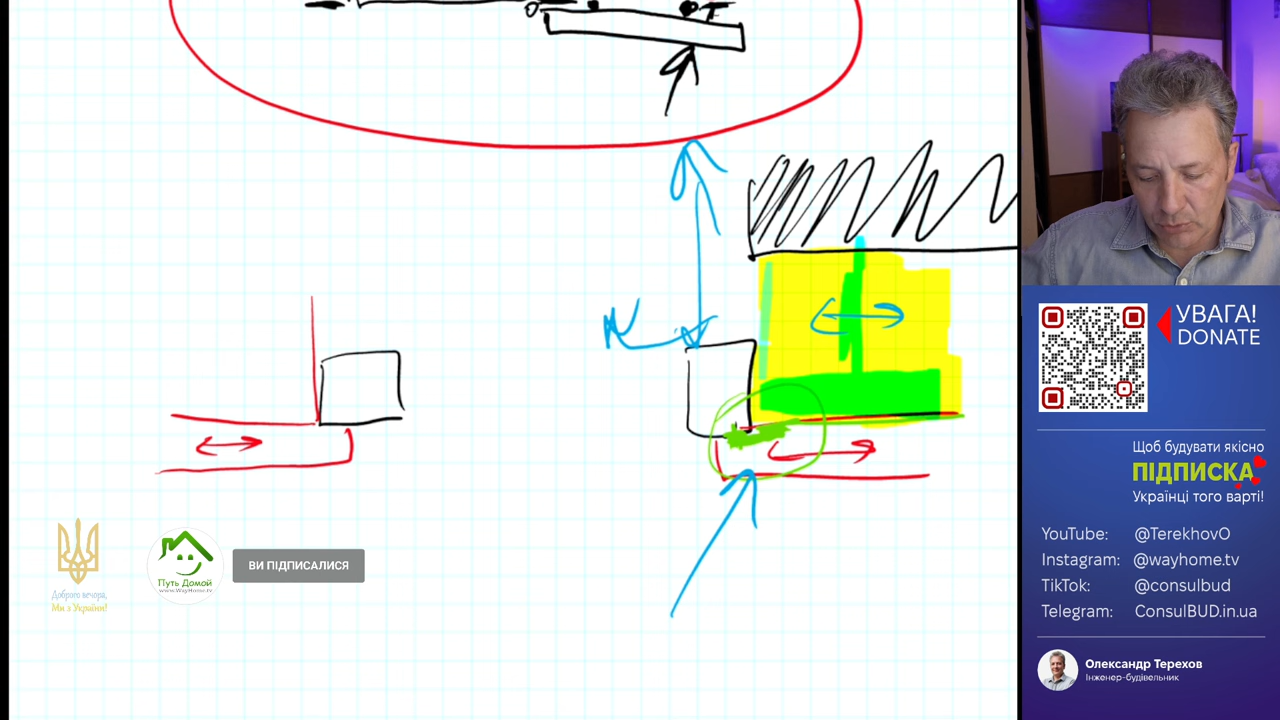 УВАГА!
DONATE
Щоб будувати якісно
ПІДПИСКА
Українці того варті!
YouTube: @TerekhovO
Instagram: @wayhome.tv
TikTok: @consulbud
Telegram: ConsulBUD.in.ua
Олександр Терехов
Інженер-будівельник
Доброго вечора,
Ми з України!
Путь Домой
www.WayHome.tv
ВИ ПІДПИСАЛИСЯ